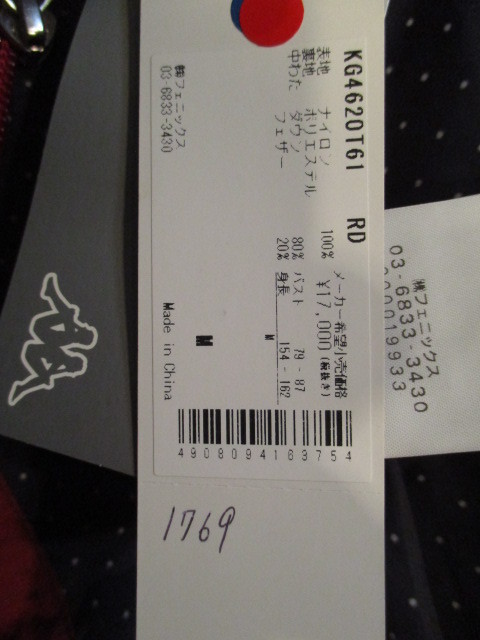 KG4620T61 RD
表地 ナイロン 100%
裏地 ポリエステル
中わた ダウン 80%
フェザー 20%
メーカー希望小売価格
¥17,000(税抜き)
バスト 79 - 87
身長 154 - 162
M
M
㈱フェニックス
03-6833-3430
Made in China
4908094163754
1769
㈱フェニックス
03-6833-3430
000019933